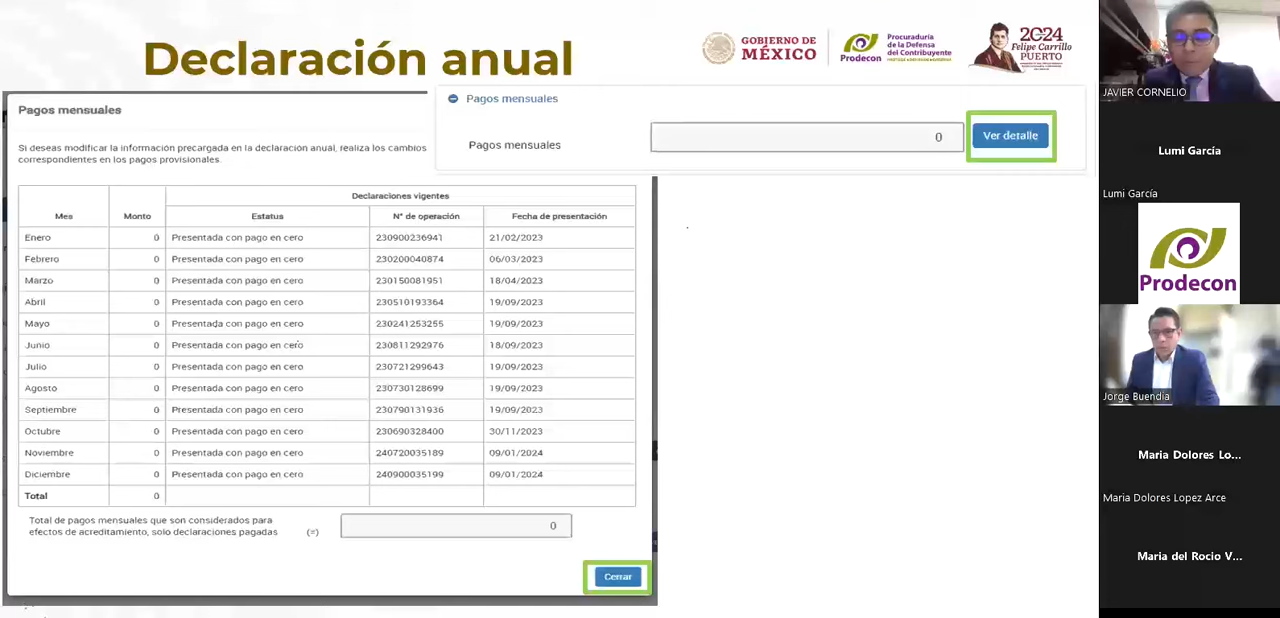 Declaración anual
GOBIERNO DE
MÉXICO
Procuraduría
de la Defensa
del Contribuyente
Prodecon
2024
Felipe Carrillo
PUERTO
Pagos mensuales
Pagos mensuales 0 Ver detalle
Pagos mensuales
Si deseas modificar la información precargada en la declaración anual, realiza los cambios
correspondientes en los pagos provisionales.
Declaraciones vigentes
Mes Monto Estatus N° de operación Fecha de presentación
Enero 0 Presentada con pago en cero 230900236941 21/02/2023
Febrero 0 Presentada con pago en cero 230200040874 06/03/2023
Marzo 0 Presentada con pago en cero 230150081951 18/04/2023
Abril 0 Presentada con pago en cero 230510193364 19/09/2023
Mayo 0 Presentada con pago en cero 230241253255 19/09/2023
Junio 0 Presentada con pago en cero 230811292976 18/09/2023
Julio 0 Presentada con pago en cero 230721299643 19/09/2023
Agosto 0 Presentada con pago en cero 230730128699 19/09/2023
Septiembre 0 Presentada con pago en cero 230790131936 19/09/2023
Octubre 0 Presentada con pago en cero 230690328400 30/11/2023
Noviembre 0 Presentada con pago en cero 240720035189 09/01/2024
Diciembre 0 Presentada con pago en cero 240900035199 09/01/2024
Total 0
Total de pagos mensuales que son considerados para
efectos de acreditamiento, solo declaraciones pagadas (=) 0
Cerrar
JAVIER CORNELIO
Lumi García
Lumi García
Prodecon
Jorge Buendía
Maria Dolores Lo...
Maria Dolores Lopez Arce
Maria del Rocio V...